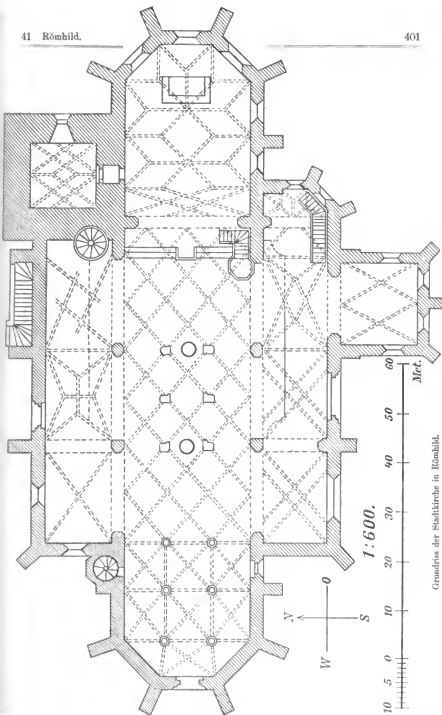 41 Römhild.
401
N
W
O
S
1:600.
10 5 0 10 20 30 40 50 60
Met.
Grundriss der Stadtkirche in Römhild.